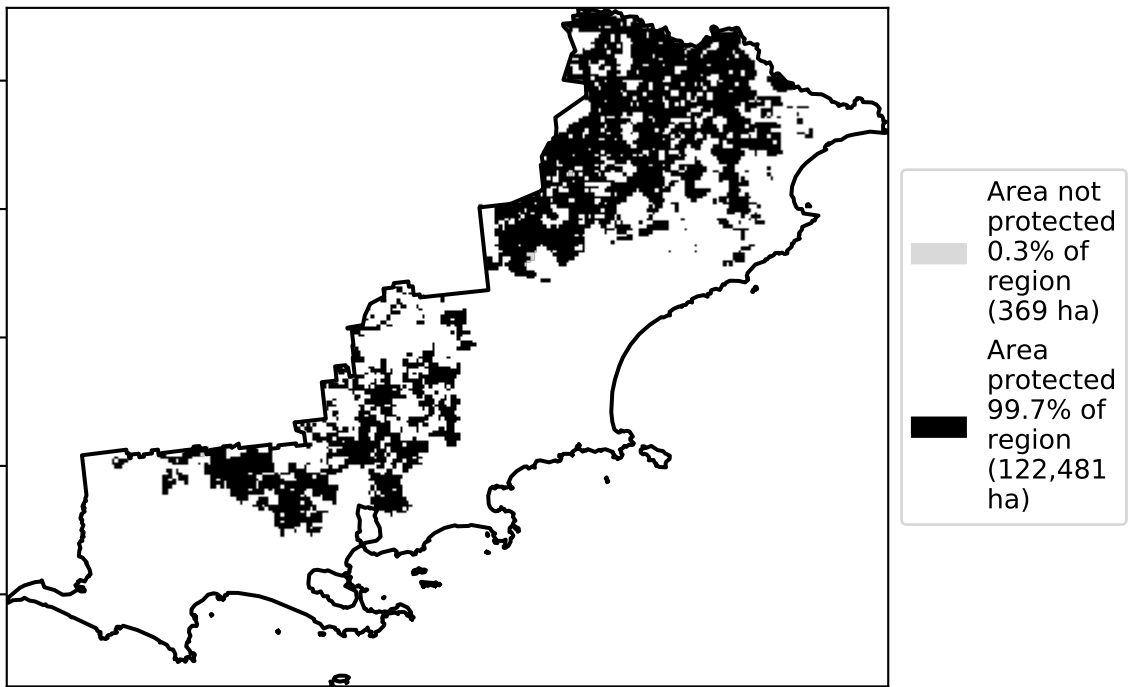 Area not
protected
0.3% of
region
(369 ha)
Area
protected
99.7% of
region
(122,481
ha)